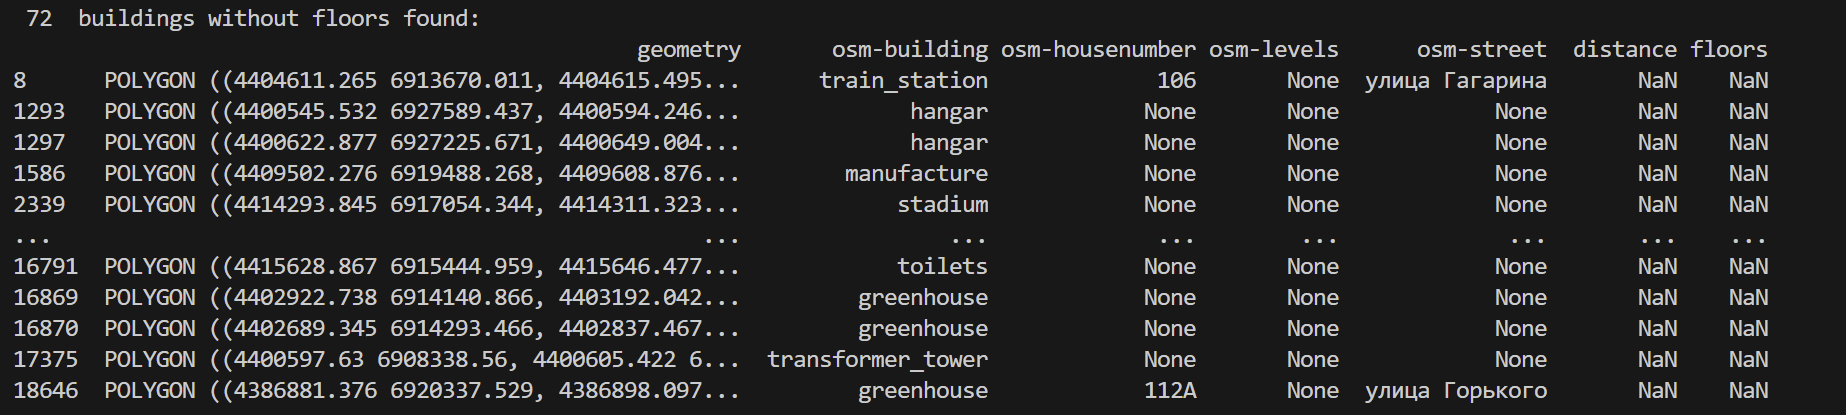 72  buildings without floors found:
geometry osm-building osm-housenumber osm-levels osm-street distance floors
8 POLYGON ((4404611.265 6913670.011, 4404615.495... train_station 106 None улица Гагарина NaN NaN
1293 POLYGON ((4400545.532 6927589.437, 4400594.246... hangar None None None NaN NaN
1297 POLYGON ((4400622.877 6927225.671, 4400649.004... hangar None None None NaN NaN
1586 POLYGON ((4409502.276 6919488.268, 4409608.876... manufacture None None None NaN NaN
2339 POLYGON ((4414293.845 6917054.344, 4414311.323... stadium None None None NaN NaN
... ... ... ... ... ... ... ...
16791 POLYGON ((4415628.867 6915444.959, 4415646.477... toilets None None None NaN NaN
16869 POLYGON ((4402922.738 6914140.866, 4403192.042... greenhouse None None None NaN NaN
16870 POLYGON ((4402689.345 6914293.466, 4402837.467... greenhouse None None None NaN NaN
17375 POLYGON ((4400597.63 6908338.56, 4400605.422 6... transformer_tower None None None NaN NaN
18646 POLYGON ((4386881.376 6920337.529, 4386898.097... greenhouse 112A None улица Горького NaN NaN